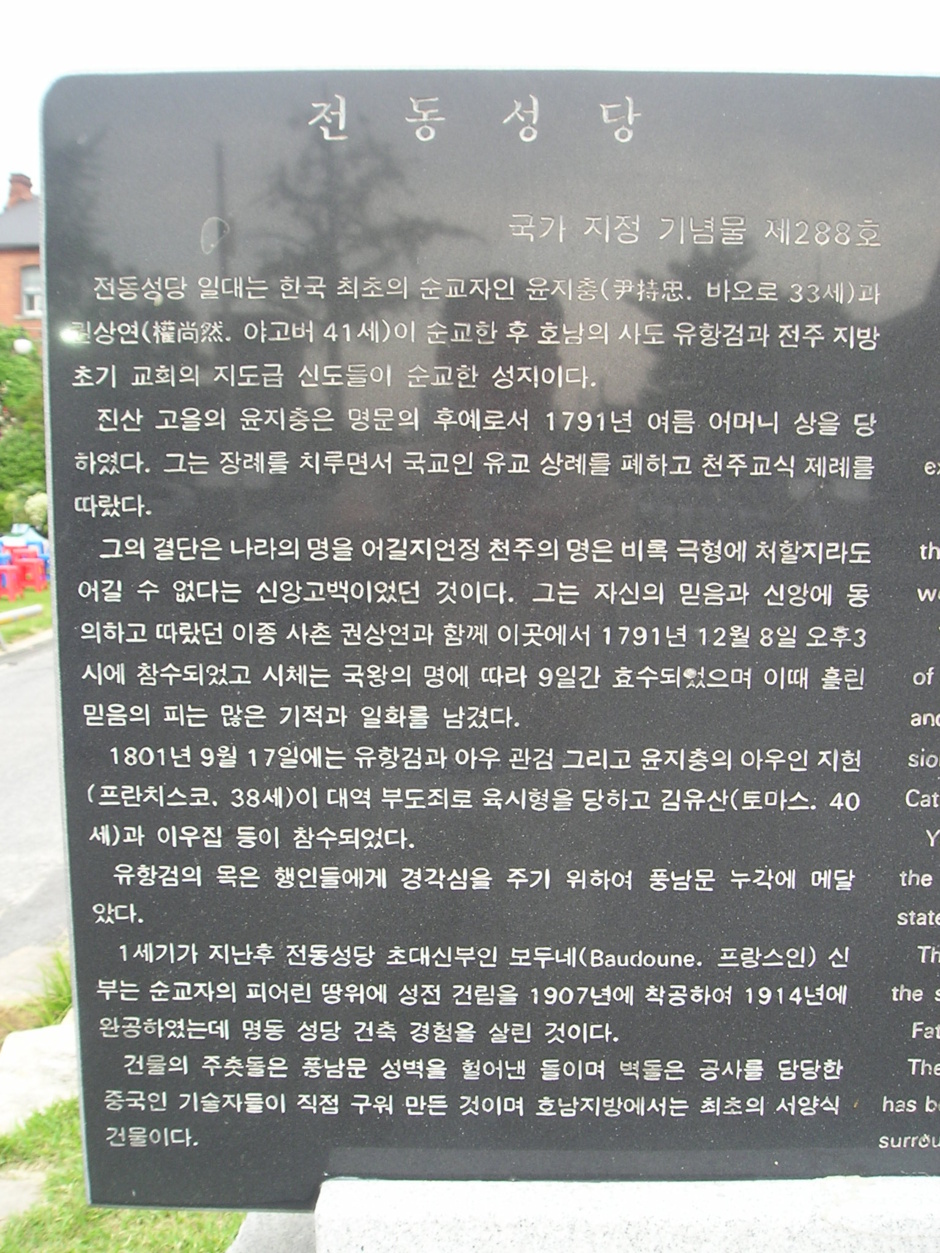 전동성당
국가 지정 기념물 제288호
전동성당 일대는 한국 최초의 순교자인 윤지충(尹持忠. 바오로 33세)과
권상연(權尚然. 야고버 41세)이 순교한 후 호남의 사도 유항검과 전주 지방
초기 교회의 지도급 신도들이 순교한 성지이다.
진산 고을의 윤지충은 명문의 후예로서 1791년 여름 어머니 상을 당
하였다. 그는 장례를 치루면서 국교인 유교 상례를 폐하고 천주교식 제례를
따랐다.
그의 결단은 나라의 명을 어길지언정 천주의 명은 비록 극형에 처할지라도
어길 수 없다는 신앙고백이었던 것이다. 그는 자신의 믿음과 신앙에 동
의하고 따랐던 이종 사촌 권상연과 함께 이곳에서 1791년 12월 8일 오후3
시에 참수되었고 시체는 국왕의 명에 따라 9일간 효수되었으며 이때 흘린
믿음의 피는 많은 기적과 일화를 남겼다.
1801년 9월 17일에는 유항검과 아우 관검 그리고 윤지충의 아우인 지헌
(프란치스코. 38세)이 대역 부도죄로 육시형을 당하고 김유산(토마스. 40
세)과 이우집 등이 참수되었다.
유항검의 목은 행인들에게 경각심을 주기 위하여 풍남문 누각에 메달
았다.
1세기가 지난후 전동성당 초대신부인 보두네(Baudoune. 프랑스인) 신
부는 순교자의 피어린 땅위에 성전 건립을 1907년에 착공하여 1914년에
완공하였는데 명동 성당 건축 경험을 살린 것이다.
건물의 주춧돌은 풍남문 성벽을 헐어낸 돌이며 벽돌은 공사를 담당한
중국인 기술자들이 직접 구워 만든 것이며 호남지방에서는 최초의 서양식
건물이다.
of
the
state
the
has